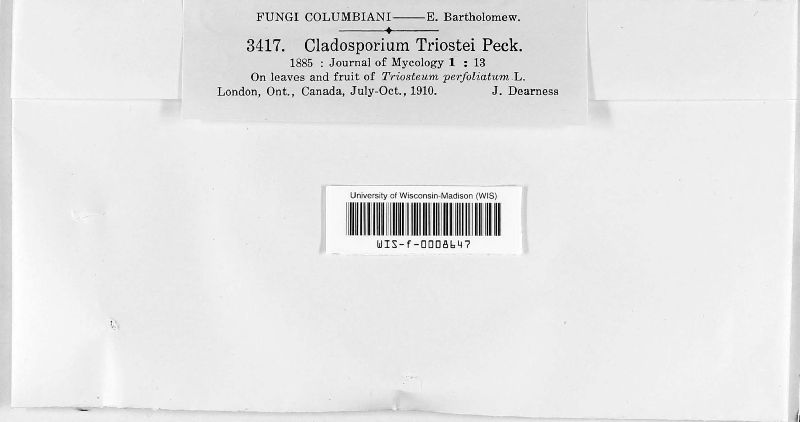 FUNGI COLUMBIANI——E. Bartholomew.
3417. Cladosporium Triostei Peck.
1885 : Journal of Mycology 1 : 13
On leaves and fruit of Triosteum perfoliatum L.
London, Ont., Canada, July-Oct., 1910. J. Dearness
University of Wisconsin-Madison (WIS)
WIS-f-0008647